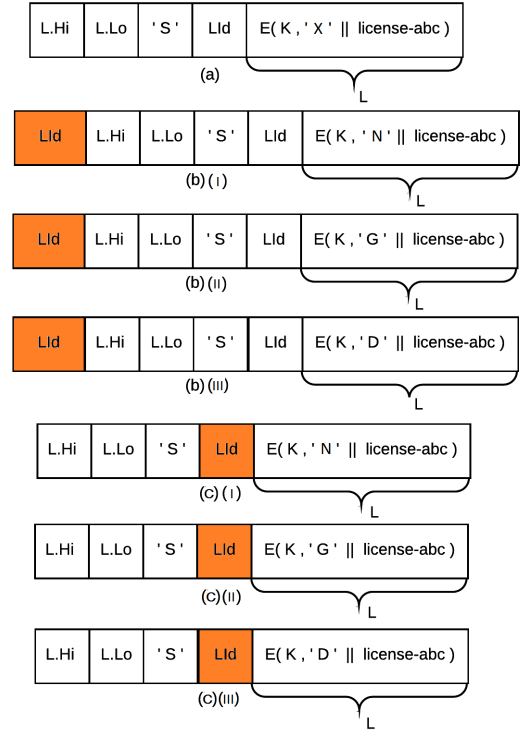 L.Hi L.Lo ' S ' LId E( K , ' X ' || license-abc )
L
(a)
LId L.Hi L.Lo ' S ' LId E( K , ' N ' || license-abc )
(b)(I)
L
LId L.Hi L.Lo ' S ' LId E( K , ' G ' || license-abc )
(b)(II)
L
LId L.Hi L.Lo ' S ' LId E( K , ' D ' || license-abc )
(b)(III)
L
L.Hi L.Lo ' S ' LId E( K , ' N ' || license-abc )
(C)(I)
L
L.Hi L.Lo ' S ' LId E( K , ' G ' || license-abc )
(C)(II)
L
L.Hi L.Lo ' S ' LId E( K , ' D ' || license-abc )
(C)(III)
L